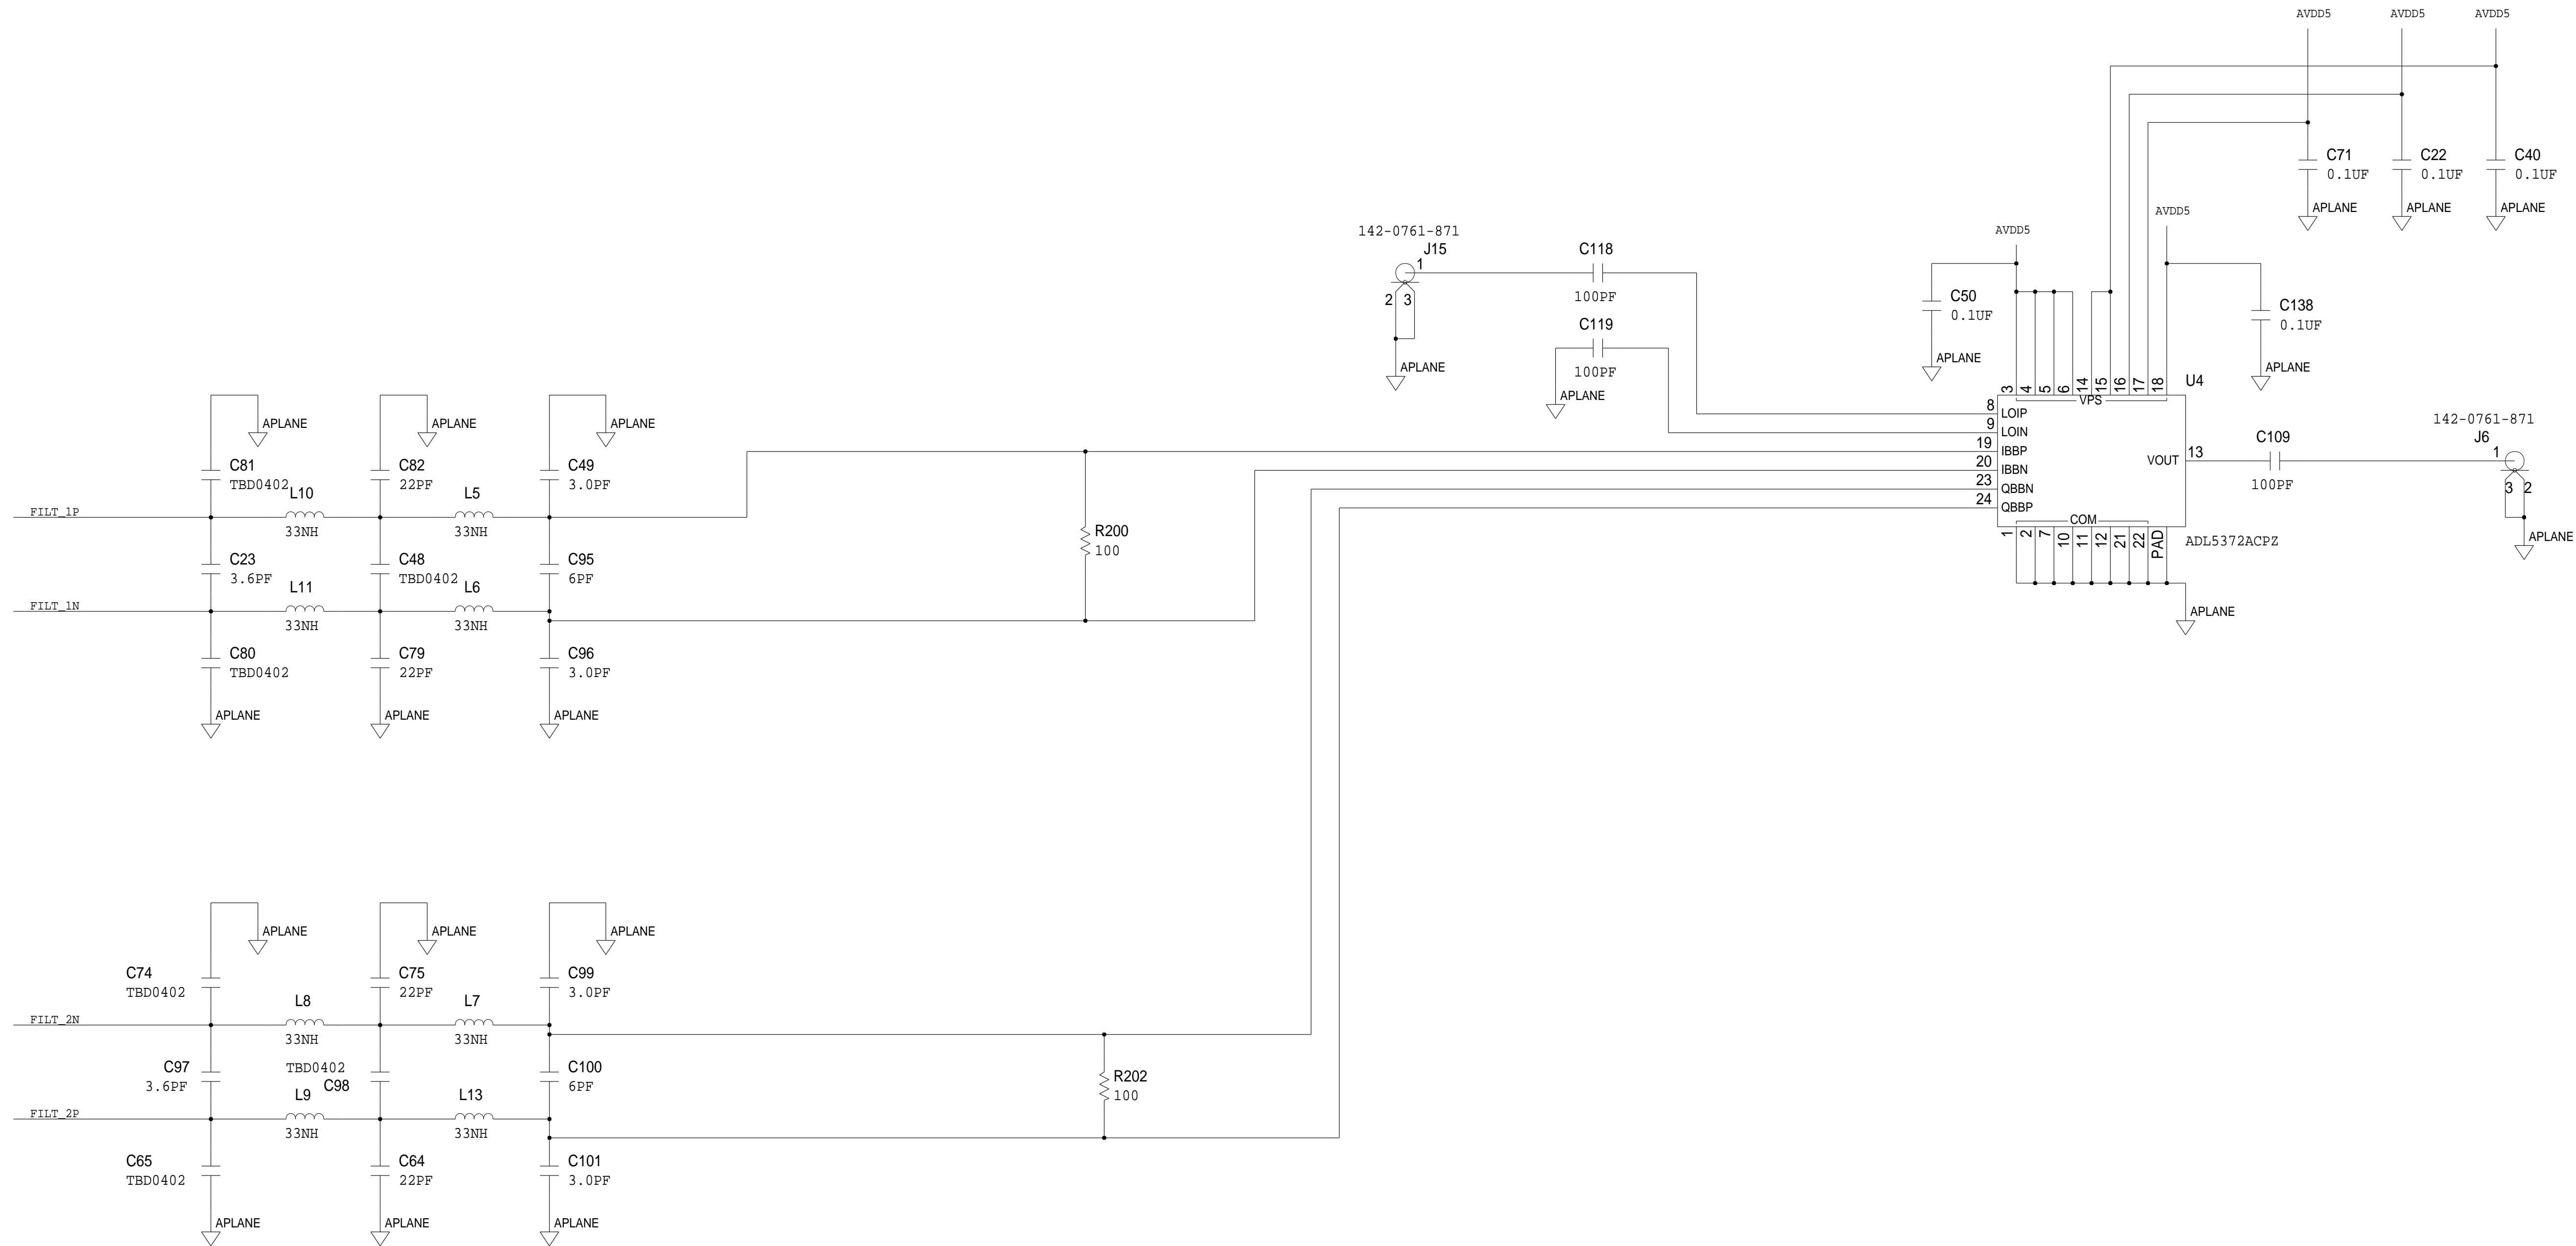 AVDD5 AVDD5 AVDD5
C71 C22 C40
0.1UF 0.1UF 0.1UF
APLANE APLANE APLANE
AVDD5
AVDD5
142-0761-871
J15
1
2 3
APLANE
C118
100PF
C119
100PF
APLANE
C50
0.1UF
APLANE
C138
0.1UF
APLANE
3 4 5 6 14 15 16 17 18
U4
VPS
8 LOIP
9 LOIN
19 IBBP
20 IBBN
23 QBBN
24 QBBP
VOUT 13
COM
1 2 7 10 11 12 21 22 PAD
ADL5372ACPZ
APLANE
C109
100PF
142-0761-871
J6
1
3 2
APLANE
APLANE APLANE APLANE
C81 C82 C49
TBD0402 22PF 3.0PF
L10 L5
FILT_1P
33NH 33NH
C23 C48 C95
3.6PF TBD0402 6PF
L11 L6
FILT_1N
33NH 33NH
C80 C79 C96
TBD0402 22PF 3.0PF
APLANE APLANE APLANE
R200
100
APLANE APLANE APLANE
C74 C75 C99
TBD0402 22PF 3.0PF
L8 L7
FILT_2N
33NH 33NH
C97 TBD0402 C100
3.6PF C98 6PF
L9 L13
FILT_2P
33NH 33NH
C65 C64 C101
TBD0402 22PF 3.0PF
APLANE APLANE APLANE
R202
100